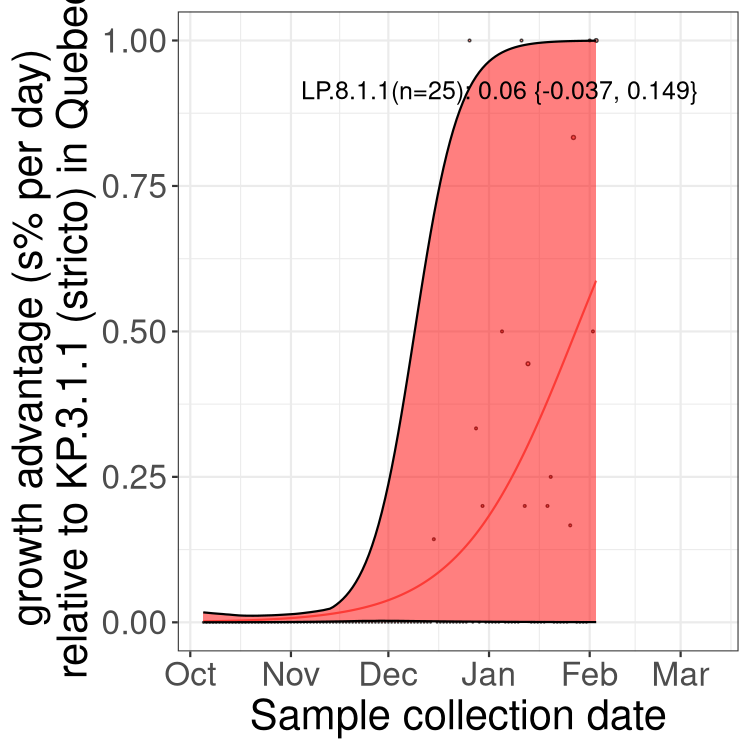 growth advantage (s% per day)
relative to KP.3.1.1 (stricto) in Quebec
1.00
0.75
0.50
0.25
0.00
LP.8.1.1(n=25): 0.06 {-0.037, 0.149}
Oct Nov Dec Jan Feb Mar
Sample collection date